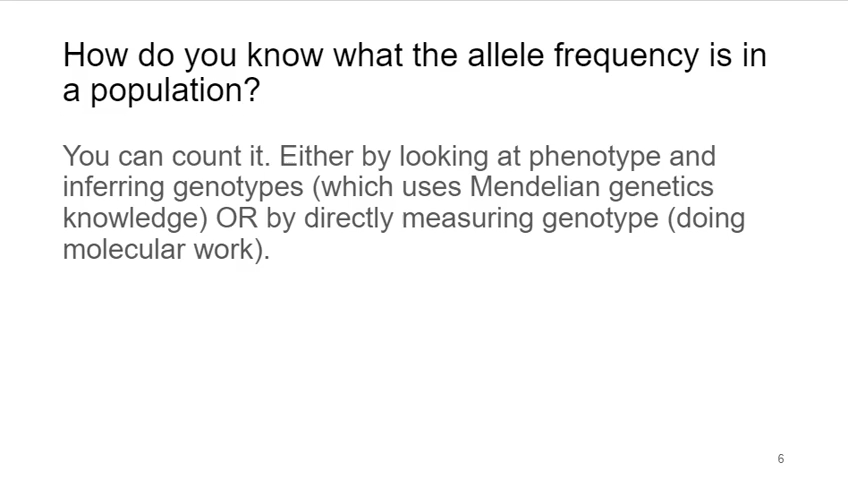 How do you know what the allele frequency is in
a population?
You can count it. Either by looking at phenotype and
inferring genotypes (which uses Mendelian genetics
knowledge) OR by directly measuring genotype (doing
molecular work).
6